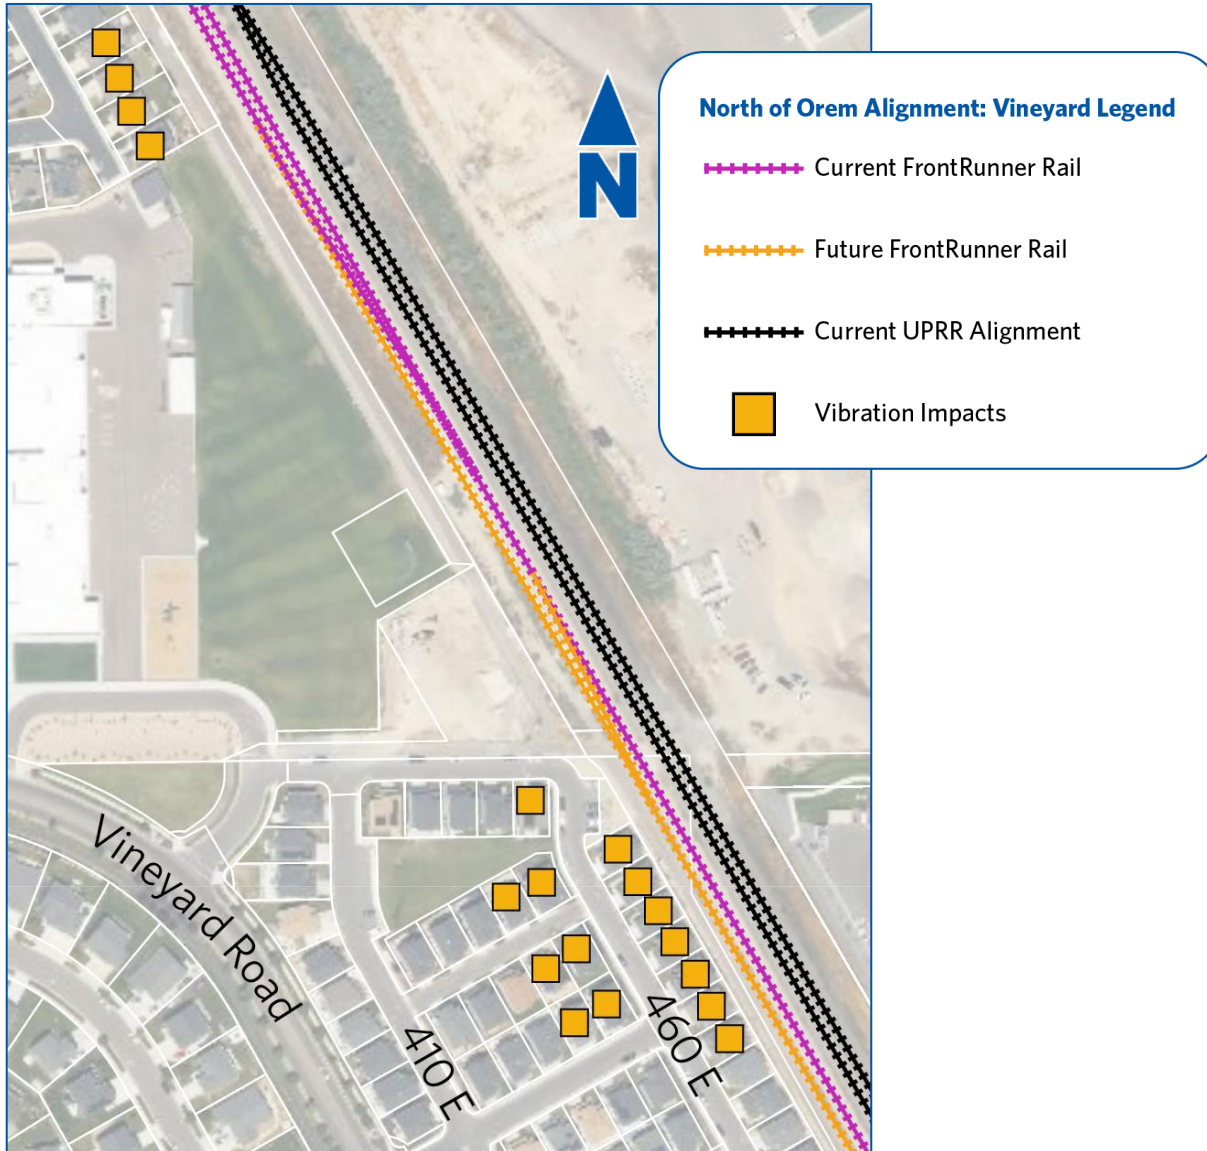 North of Orem Alignment: Vineyard Legend
N
Current FrontRunner Rail
Future FrontRunner Rail
Current UPRR Alignment
Vibration Impacts
Vineyard Road
410 E
460 E